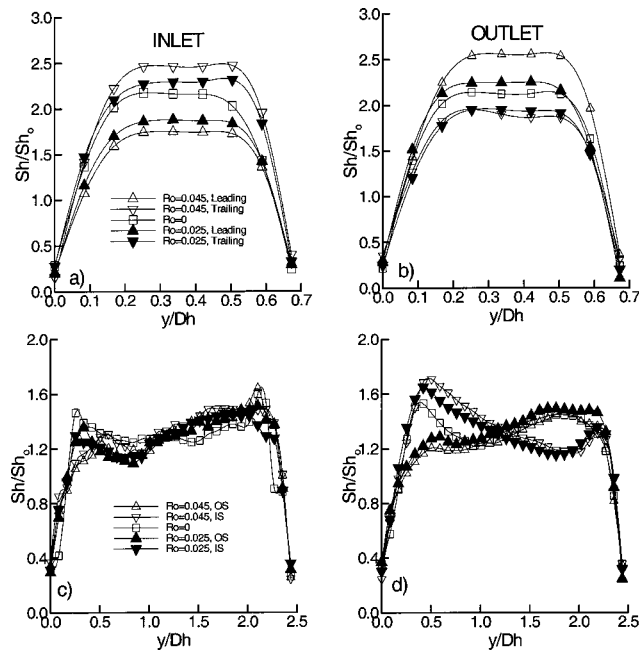 INLET
Sh/Sh₀
3.0
2.5
2.0
1.5
1.0
0.5
0.0
Ro=0.045, Leading
Ro=0.045, Trailing
Ro=0
Ro=0.025, Leading
Ro=0.025, Trailing
a)
0.0 0.1 0.2 0.3 0.4 0.5 0.6 0.7
y/Dh
OUTLET
Sh/Sh₀
3.0
2.5
2.0
1.5
1.0
0.5
0.0
b)
0.0 0.1 0.2 0.3 0.4 0.5 0.6 0.7
y/Dh
Sh/Sh₀
2.0
1.6
1.2
0.8
0.4
0.0
Ro=0.045, OS
Ro=0.045, IS
Ro=0
Ro=0.025, OS
Ro=0.025, IS
c)
0.0 0.5 1.0 1.5 2.0 2.5
y/Dh
Sh/Sh₀
2.0
1.6
1.2
0.8
0.4
0.0
d)
0.0 0.5 1.0 1.5 2.0 2.5
y/Dh